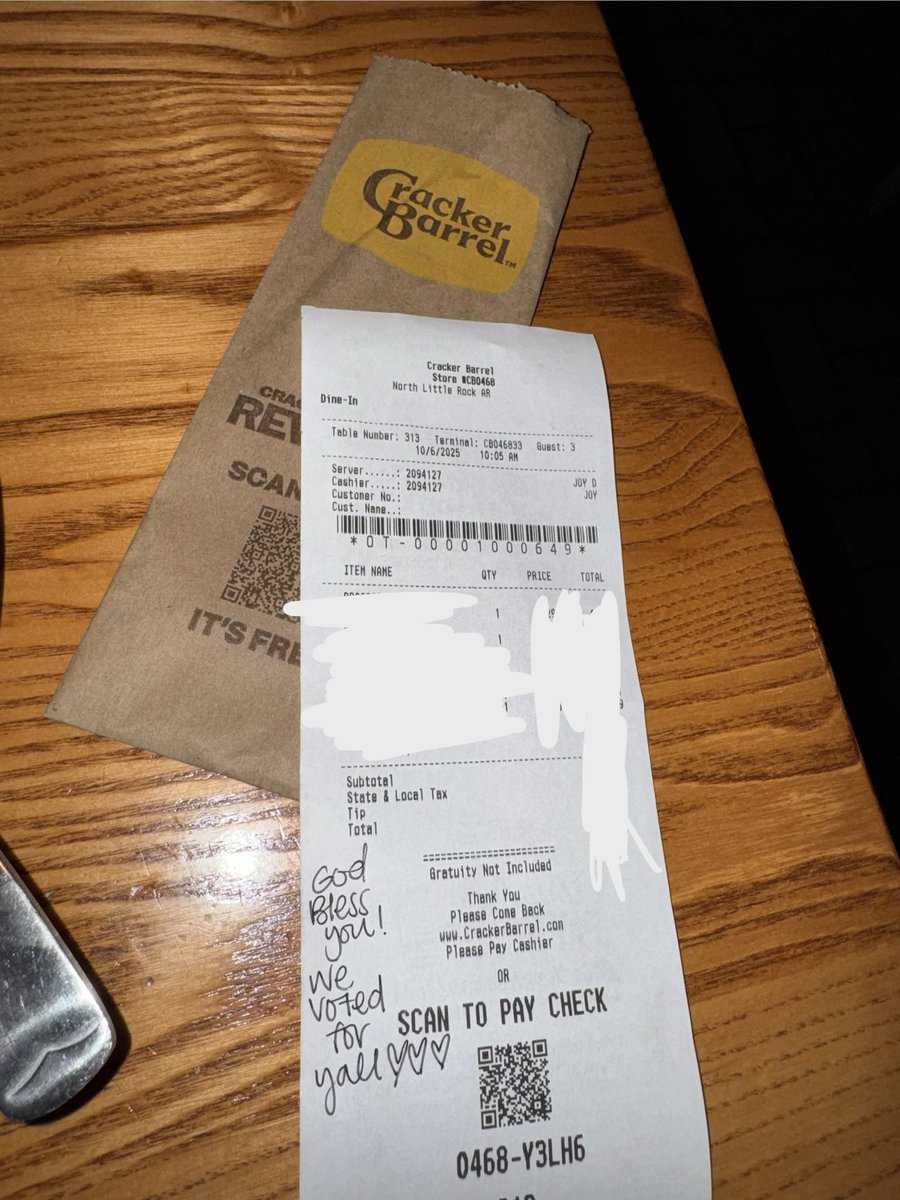 Cracker
Barrel™
REV
SCAN
IT'S FRE
Cracker Barrel
Store #CB0468
North Little Rock AR
Dine-In
Table Number: 313 Terminal: CB046833 Guest: 3
10/6/2025 10:05 AM
Server......: 2094127 JOY D
Cashier.....: 2094127 JOY
Customer No.:
Cust. Name..:
*OT-00001000649*
ITEM NAME QTY PRICE TOTAL
1
1
Subtotal
State & Local Tax
Tip
Total
Gratuity Not Included
Thank You
Please Come Back
www.CrackerBarrel.com
Please Pay Cashier
OR
SCAN TO PAY CHECK
0468-Y3LH6
God
Bless
you!
we
voted
for
yall ♡♡♡